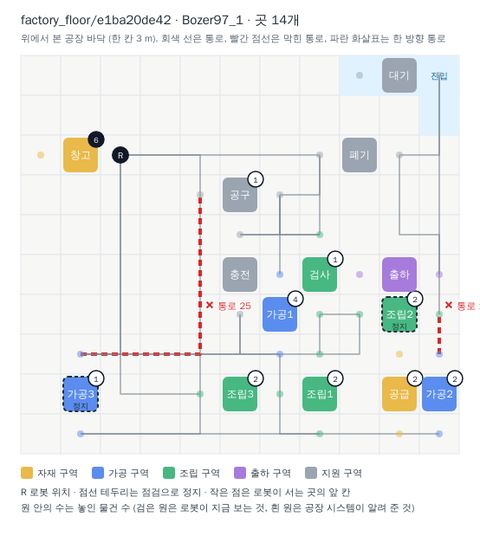 factory_floor/e1ba20de42 · Bozer97_1 · 곳 14개
위에서 본 공장 바닥 (한 칸 3 m). 회색 선은 통로, 빨간 점선은 막힌 통로, 파란 화살표는 한 방향 통로
대기
전립
6
창고
R
폐기
1
공구
1
충전
검사
출하
✖ 통로 25
4
가공1
2
조립2
정지
✖ 통로
1
가공3
정지
2
조립3
2
조립1
2
공급
2
가공2
자재 구역
가공 구역
조립 구역
출하 구역
지원 구역
R 로봇 위치 · 점선 테두리는 점검으로 정지 · 작은 점은 로봇이 서는 곳의 앞 칸
원 안의 수는 놓인 물건 수 (검은 원은 로봇이 지금 보는 것, 흰 원은 공장 시스템이 알려 준 것)